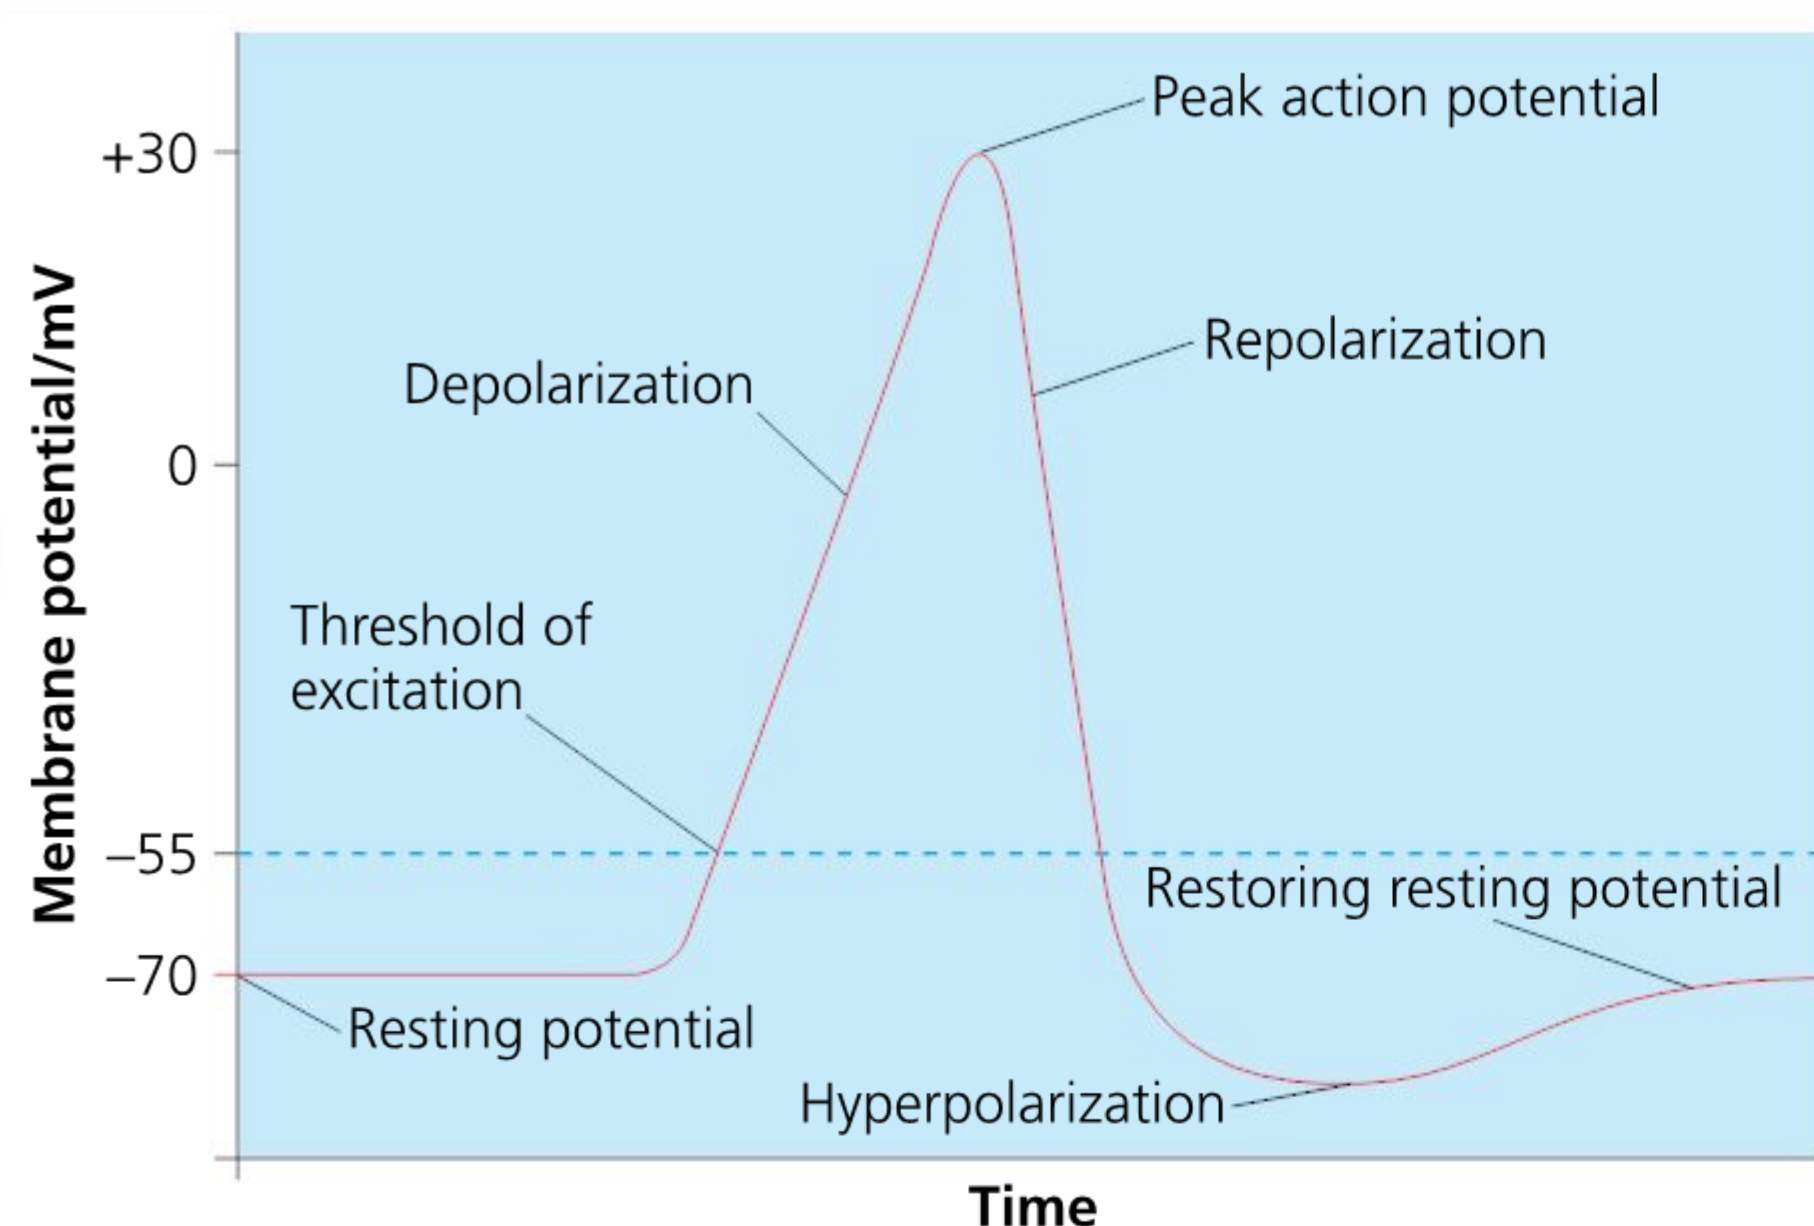 Peak action potential
+30
Repolarization
Depolarization
0
Threshold of
excitation
Membrane potential/mV
–55
Restoring resting potential
–70
Resting potential
Hyperpolarization
Time